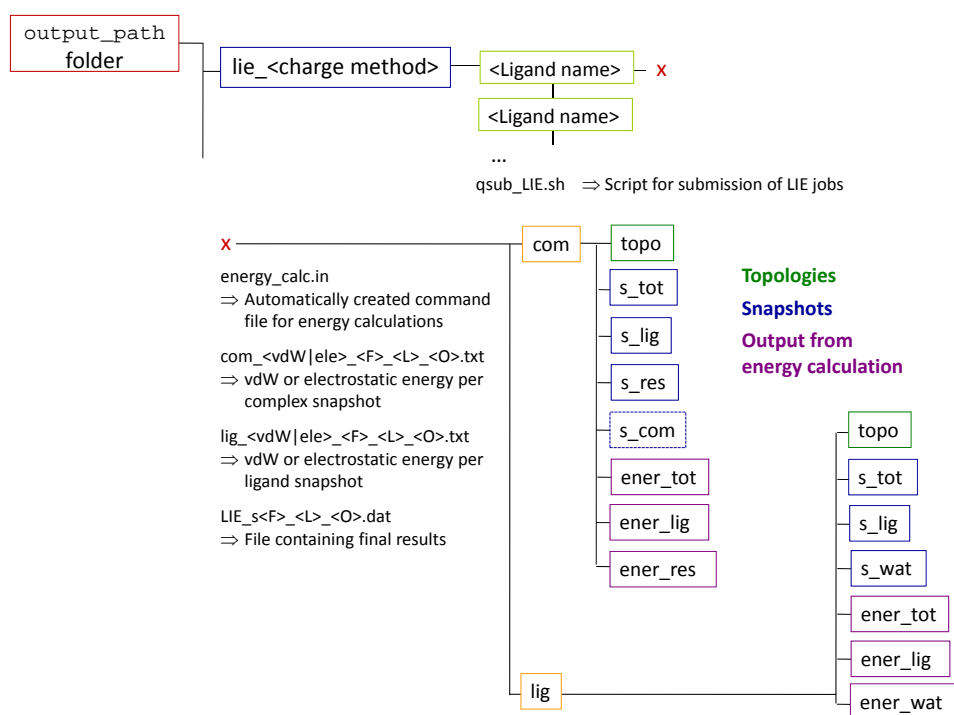 output_path
folder
lie_<charge method>
<Ligand name>
x
<Ligand name>
...
qsub_LIE.sh ⇒ Script for submission of LIE jobs
x
com
topo
energy_calc.in
⇒ Automatically created command
file for energy calculations
com_<vdW|ele>_<F>_<L>_<O>.txt
⇒ vdW or electrostatic energy per
complex snapshot
lig_<vdW|ele>_<F>_<L>_<O>.txt
⇒ vdW or electrostatic energy per
ligand snapshot
LIE_s<F>_<L>_<O>.dat
⇒ File containing final results
s_tot
s_lig
s_res
s_com
ener_tot
ener_lig
ener_res
Topologies
Snapshots
Output from
energy calculation
lig
topo
s_tot
s_lig
s_wat
ener_tot
ener_lig
ener_wat